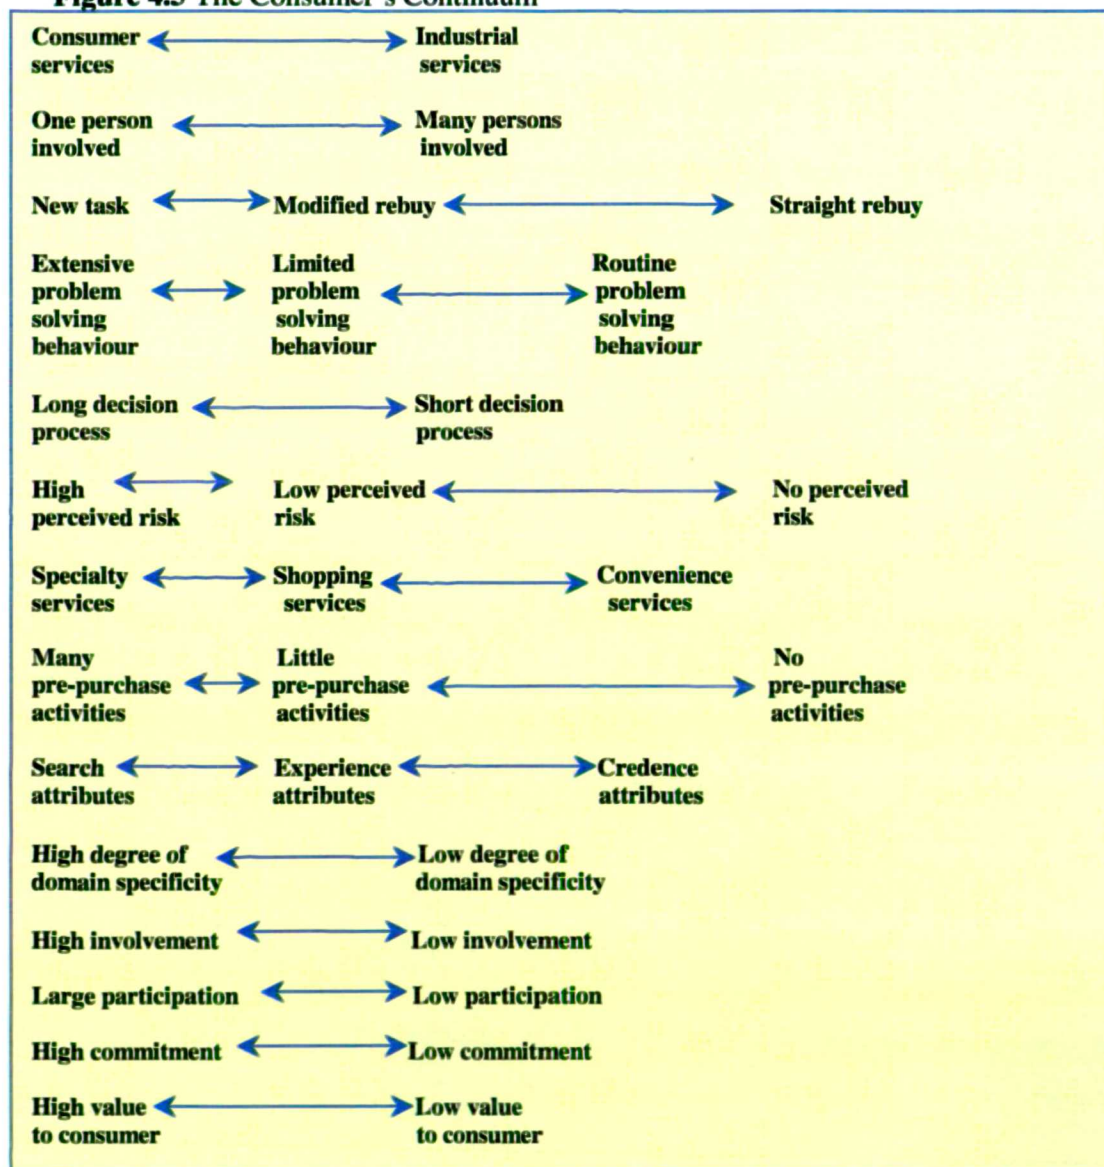 Figure The Consumer's Continuum
Consumer Industrial
services services
One person Many persons
involved involved
New task Modified rebuy Straight rebuy
Extensive Limited Routine
problem problem problem
solving solving solving
behaviour behaviour behaviour
Long decision Short decision
process process
High Low perceived No perceived
perceived risk risk risk
Specialty Shopping Convenience
services services services
Many Little No
pre-purchase pre-purchase pre-purchase
activities activities activities
Search Experience Credence
attributes attributes attributes
High degree of Low degree of
domain specificity domain specificity
High involvement Low involvement
Large participation Low participation
High commitment Low commitment
High value Low value
to consumer to consumer